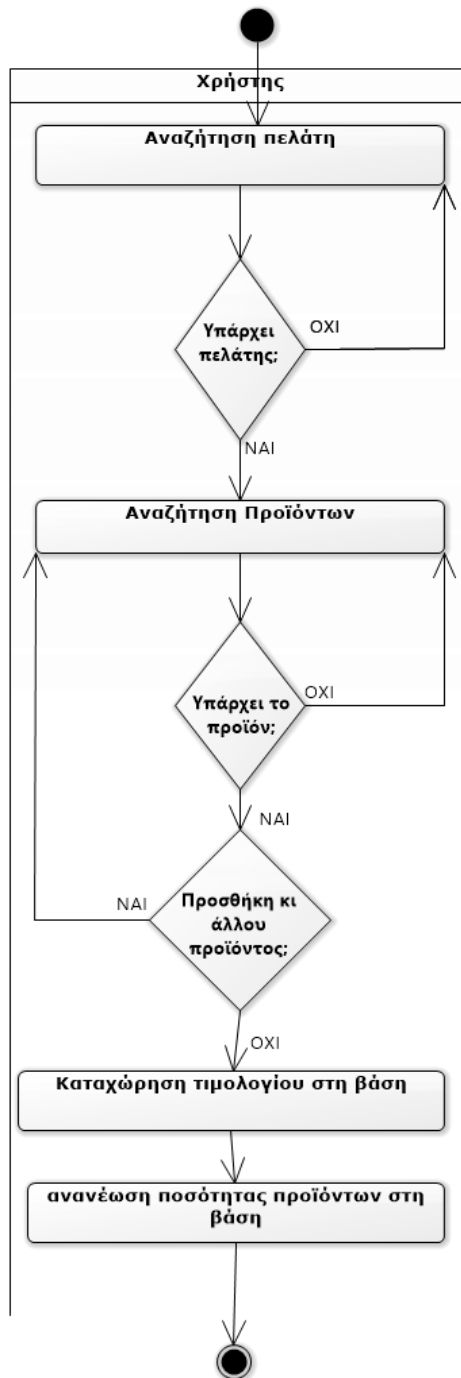 Χρήστης
Αναζήτηση πελάτη
Υπάρχει
πελάτης;
ΟΧΙ
ΝΑΙ
Αναζήτηση Προϊόντων
Υπάρχει το
προϊόν;
ΟΧΙ
ΝΑΙ
Προσθήκη κι
άλλου
προϊόντος;
ΝΑΙ
ΟΧΙ
Καταχώρηση τιμολογίου στη βάση
ανανέωση ποσότητας προϊόντων στη
βάση